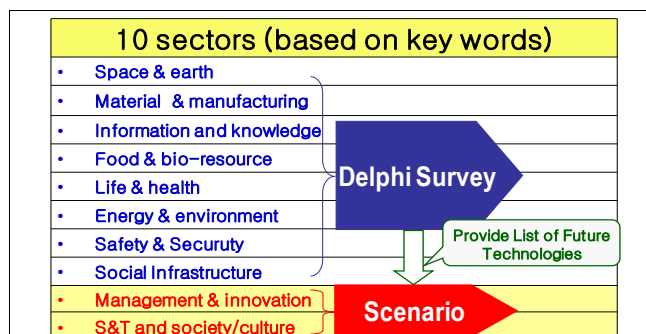 10 sectors (based on key words)
• Space & earth
• Material & manufacturing
• Information and knowledge
• Food & bio-resource
• Life & health
• Energy & environment
• Safety & Securuty
• Social Infrastructure
• Management & innovation
• S&T and society/culture
Delphi Survey
Provide List of Future
Technologies
Scenario